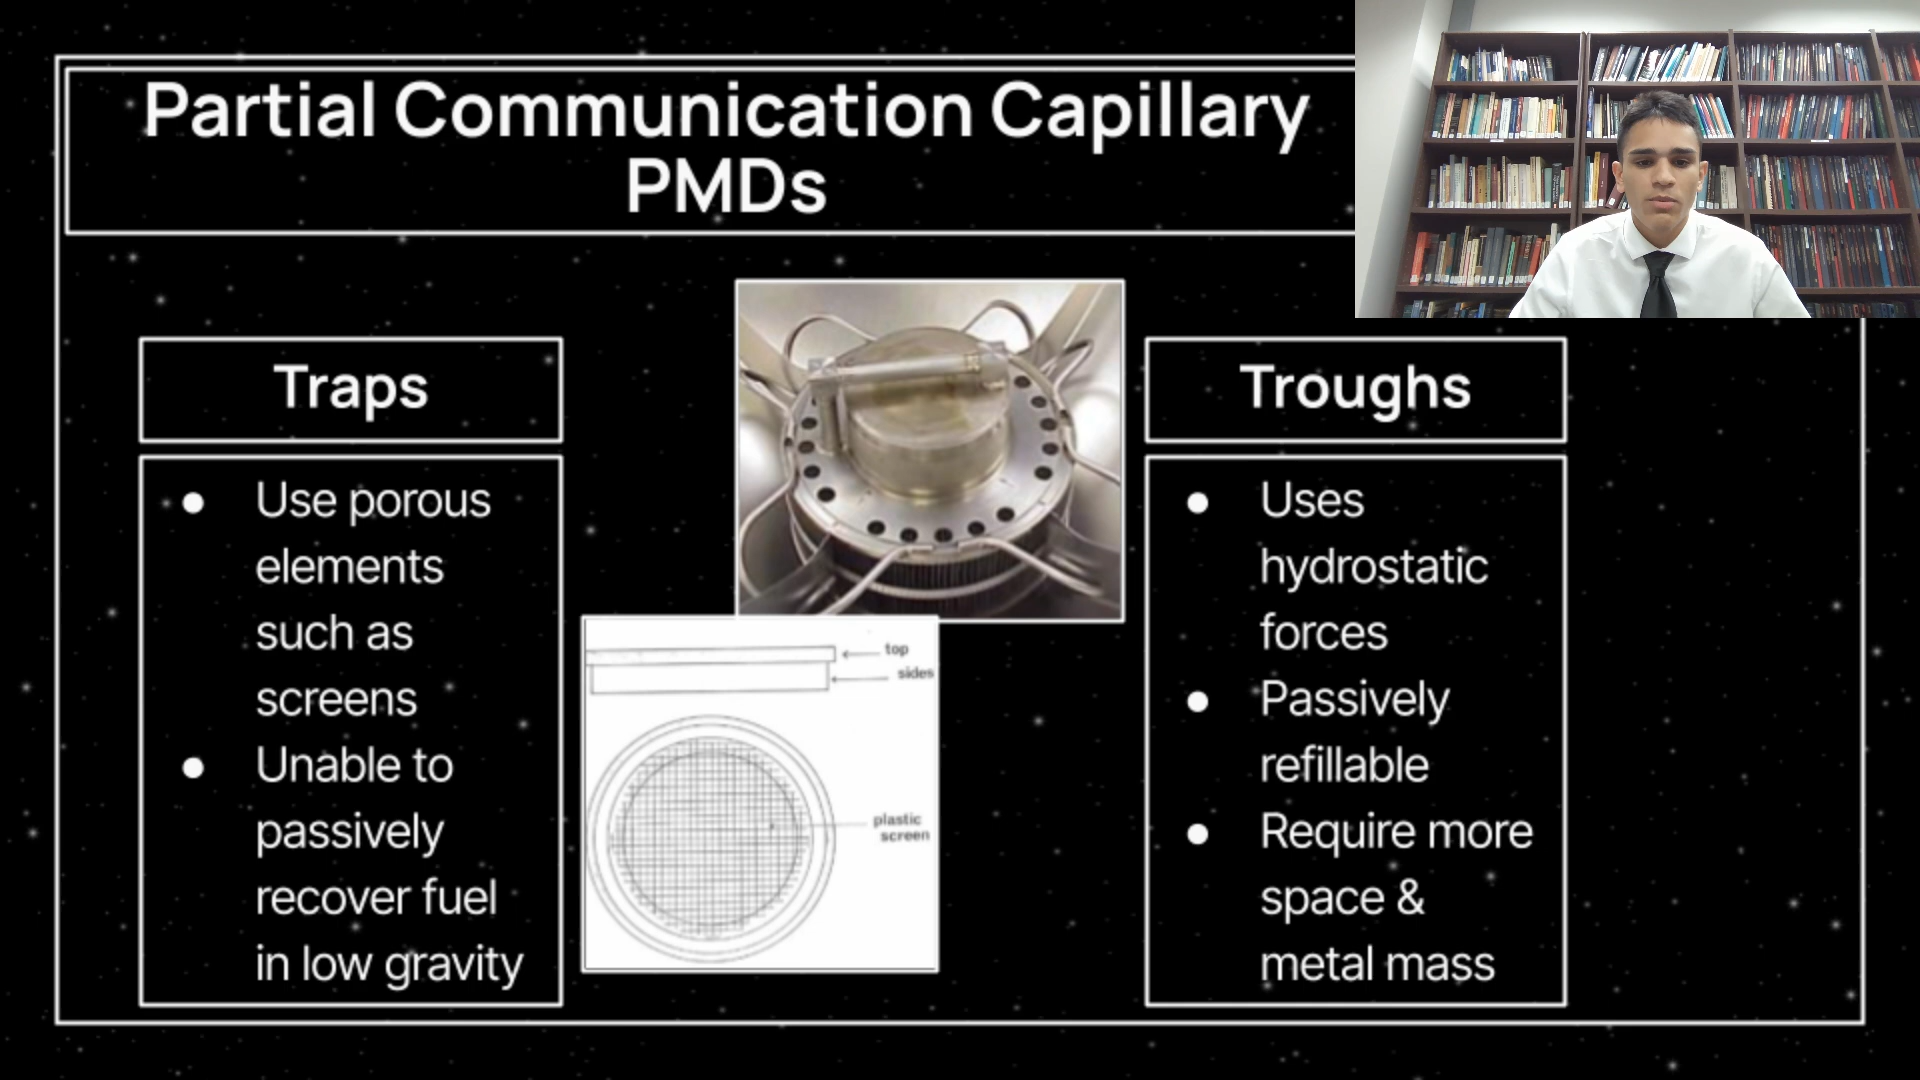 Partial Communication Capillary
PMDs
Traps
● Use porous
elements
such as
screens
● Unable to
passively
recover fuel
in low gravity
top
sides
plastic
screen
Troughs
● Uses
hydrostatic
forces
● Passively
refillable
● Require more
space &
metal mass